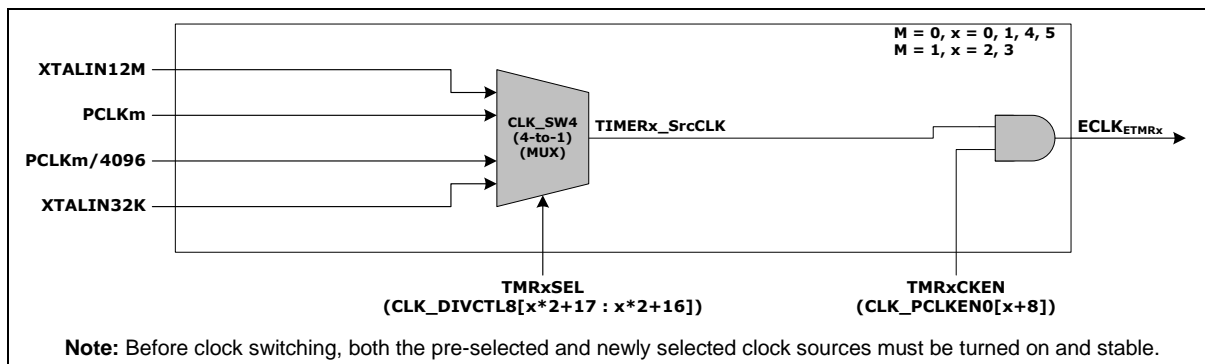 M = 0, x = 0, 1, 4, 5
M = 1, x = 2, 3
XTALIN12M
PCLKm
PCLKm/4096
XTALIN32K
CLK_SW4
(4-to-1)
(MUX)
TIMERx_SrcCLK
ECLKETMRx
TMRxSEL
(CLK_DIVCTL8[x*2+17 : x*2+16])
TMRxCKEN
(CLK_PCLKEN0[x+8])
Note: Before clock switching, both the pre-selected and newly selected clock sources must be turned on and stable.